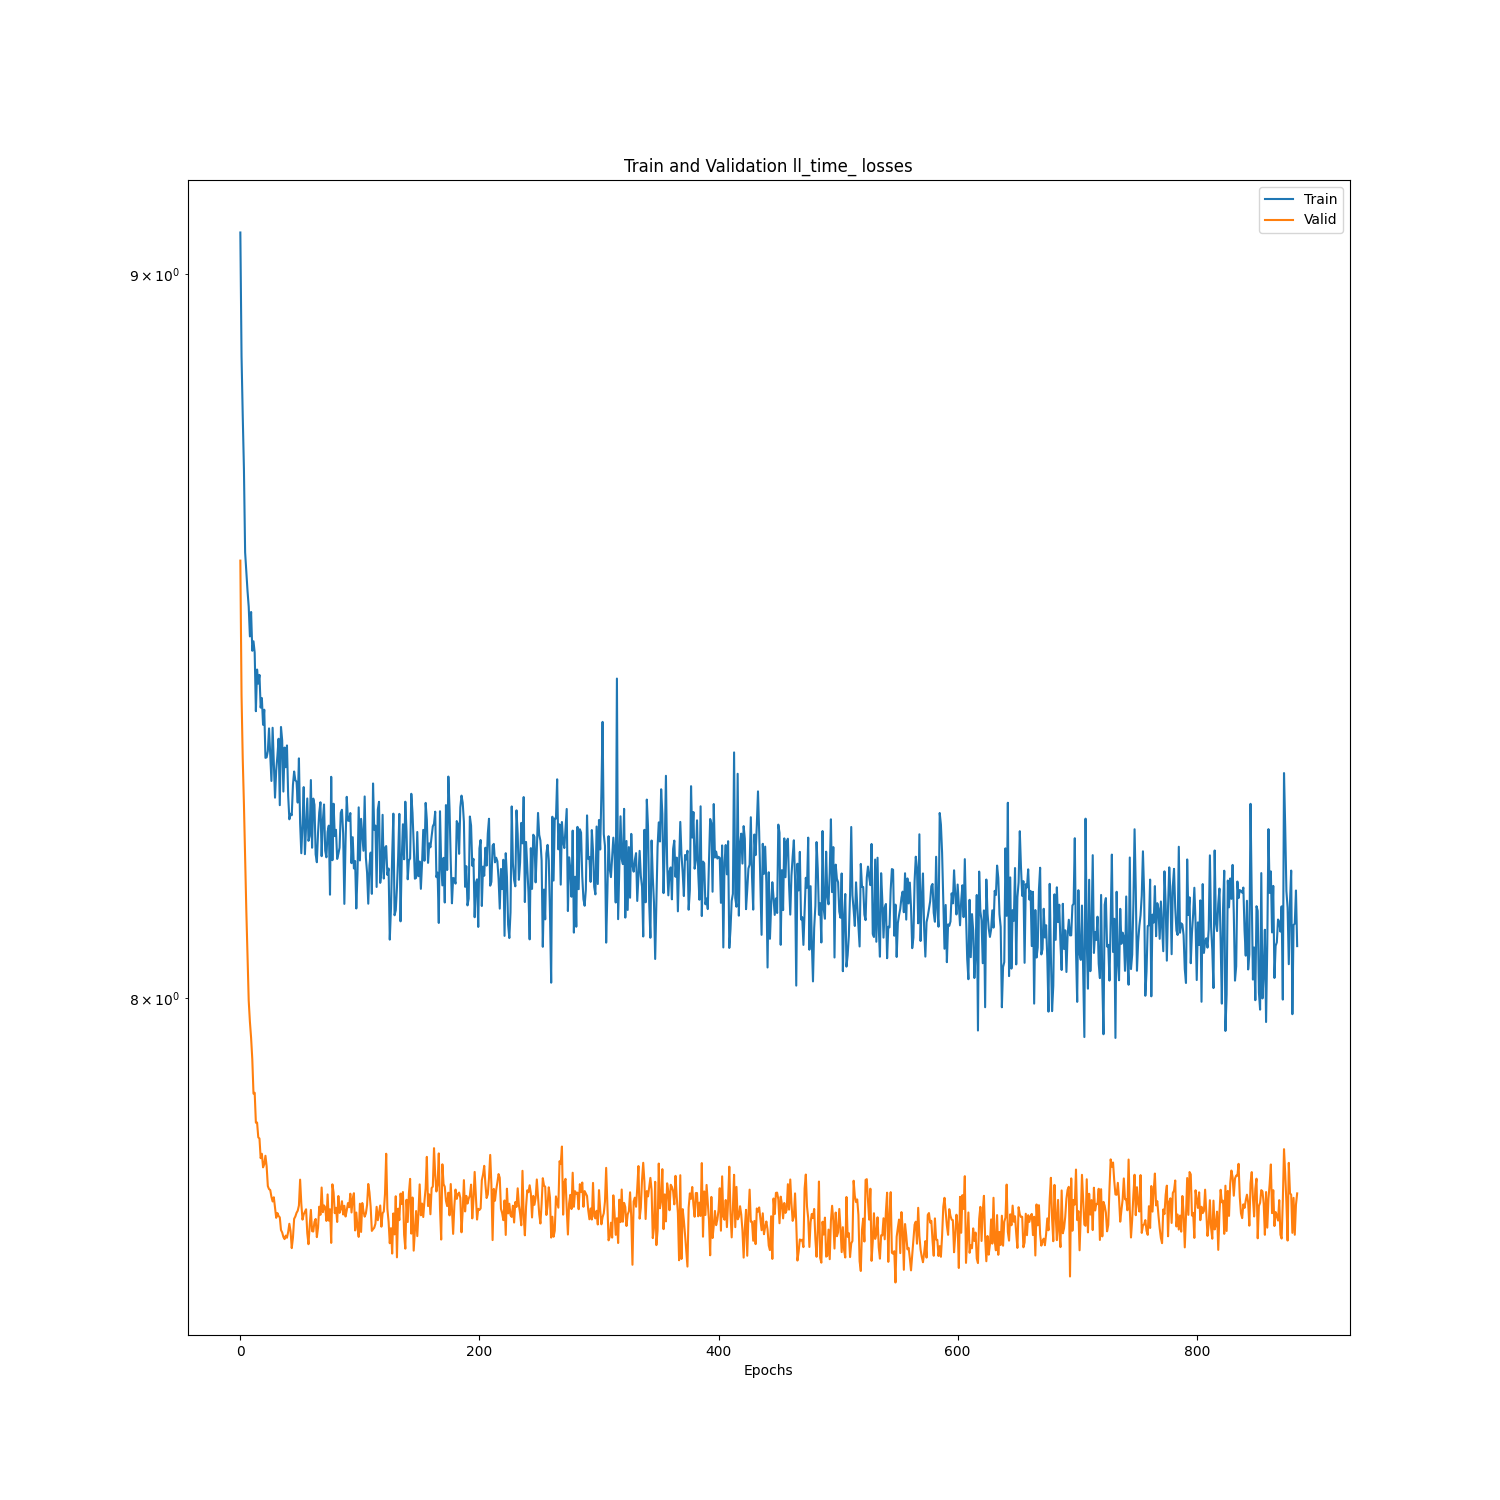 Train and Validation ll_time_ losses
Train
Valid
9 × 10⁰
8 × 10⁰
0 200 400 600 800
Epochs